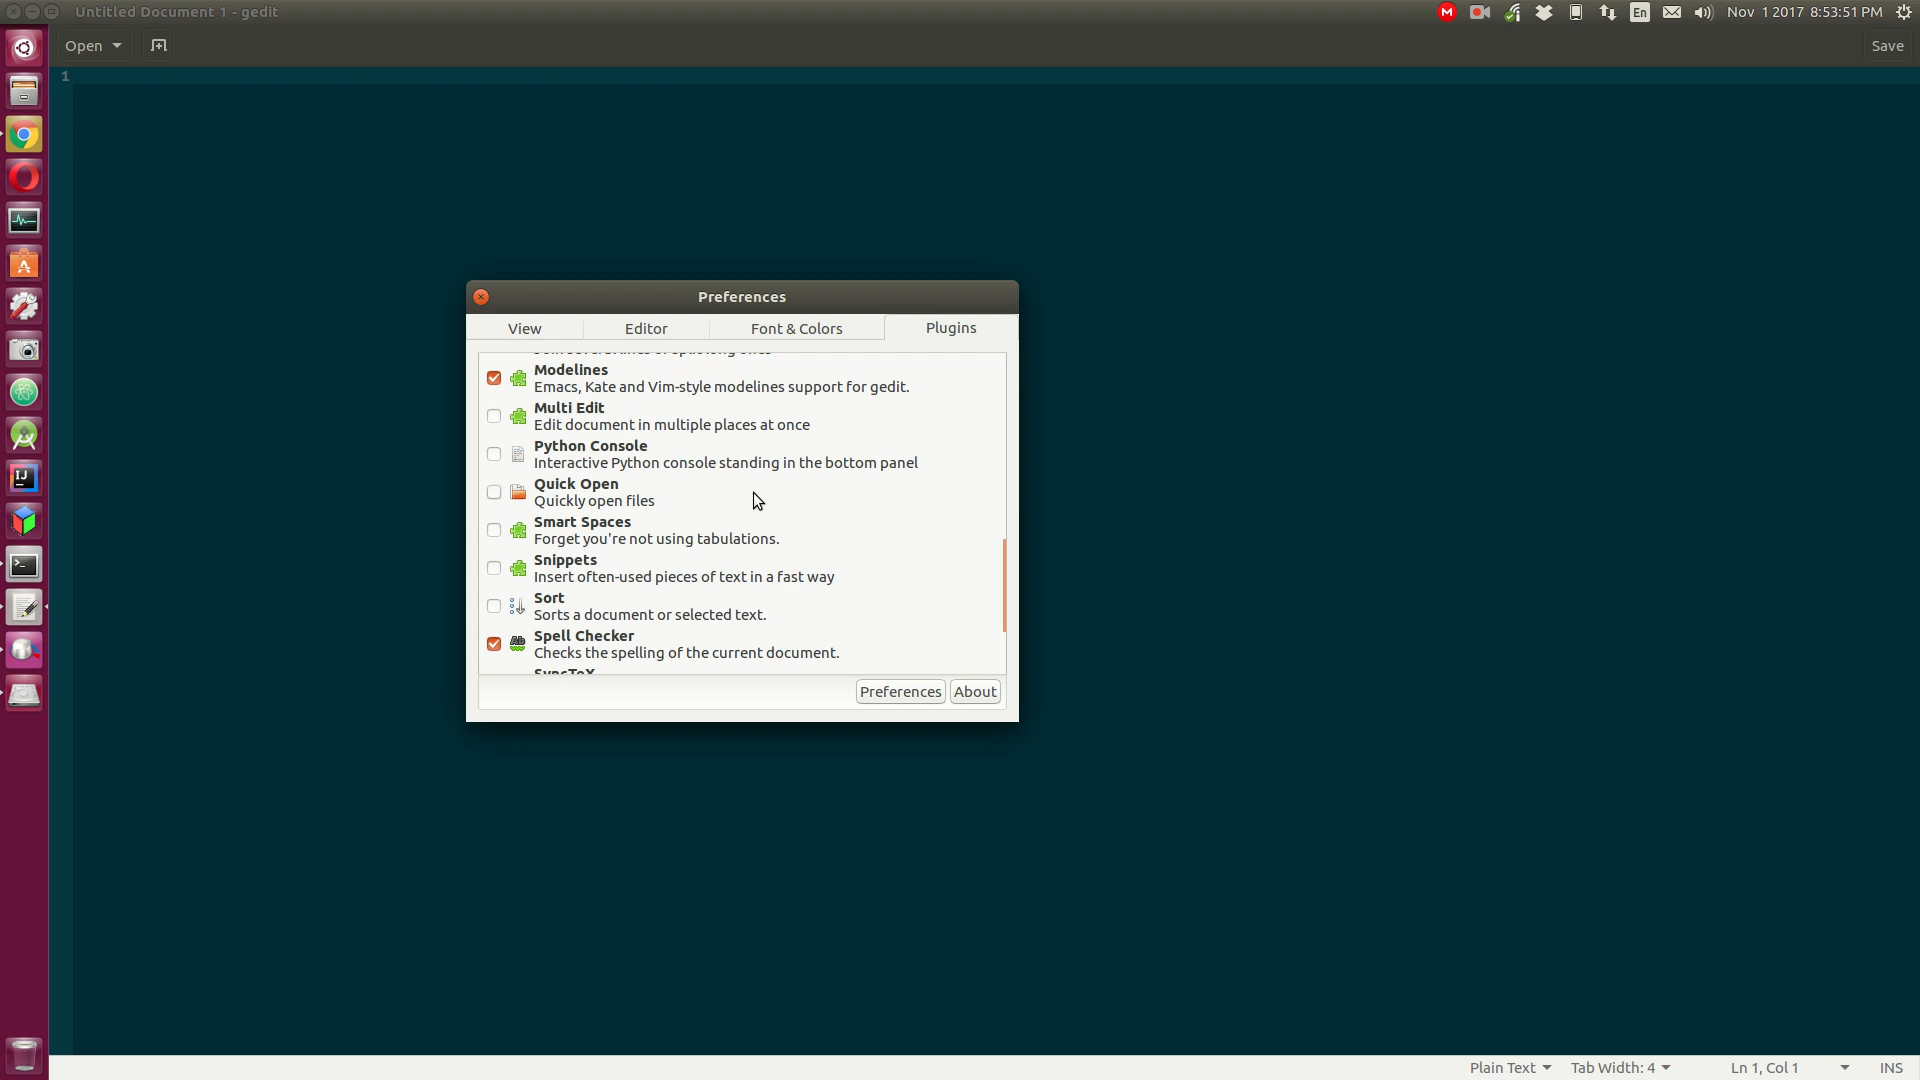 Untitled Document 1 - gedit
M
En
Nov 1 2017 8:53:51 PM
Open
Save
1
Preferences
View
Editor
Font & Colors
Plugins
Modelines
Emacs, Kate and Vim-style modelines support for gedit.
Multi Edit
Edit document in multiple places at once
Python Console
Interactive Python console standing in the bottom panel
Quick Open
Quickly open files
Smart Spaces
Forget you're not using tabulations.
Snippets
Insert often-used pieces of text in a fast way
Sort
Sorts a document or selected text.
Ab
Spell Checker
Checks the spelling of the current document.
SyncTeX
Preferences
About
IJ
Plain Text
Tab Width: 4
Ln 1, Col 1
INS